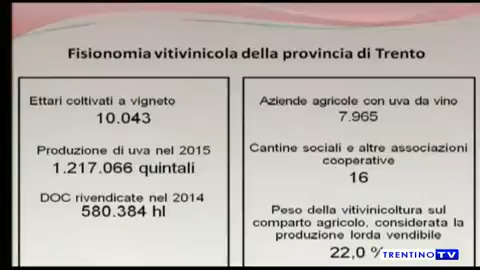 Fisionomia vitivinicola della provincia di Trento
Ettari coltivati a vigneto
10.043
Produzione di uva nel 2015
1.217.066 quintali
DOC rivendicate nel 2014
580.384 hl
Aziende agricole con uva da vino
7.965
Cantine sociali e altre associazioni
cooperative
16
Peso della vitivinicoltura sul
comparto agricolo, considerata la
produzione lorda vendibile
22,0 %
TRENTINO TV